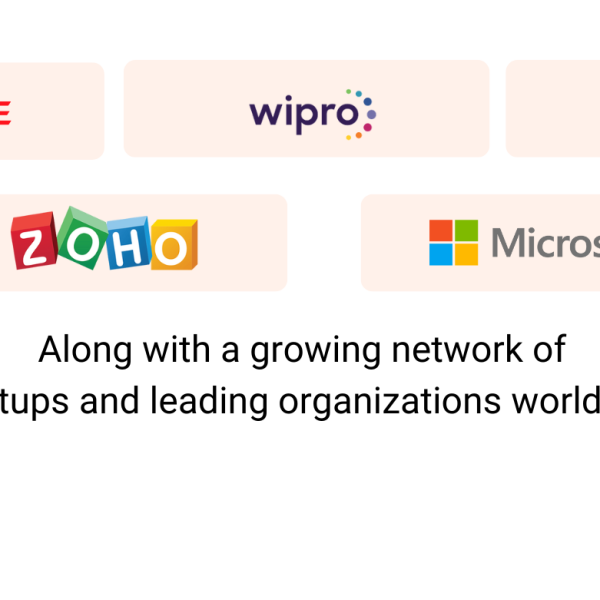 E wipro
ZOHO Micros
Along with a growing network of
tups and leading organizations world